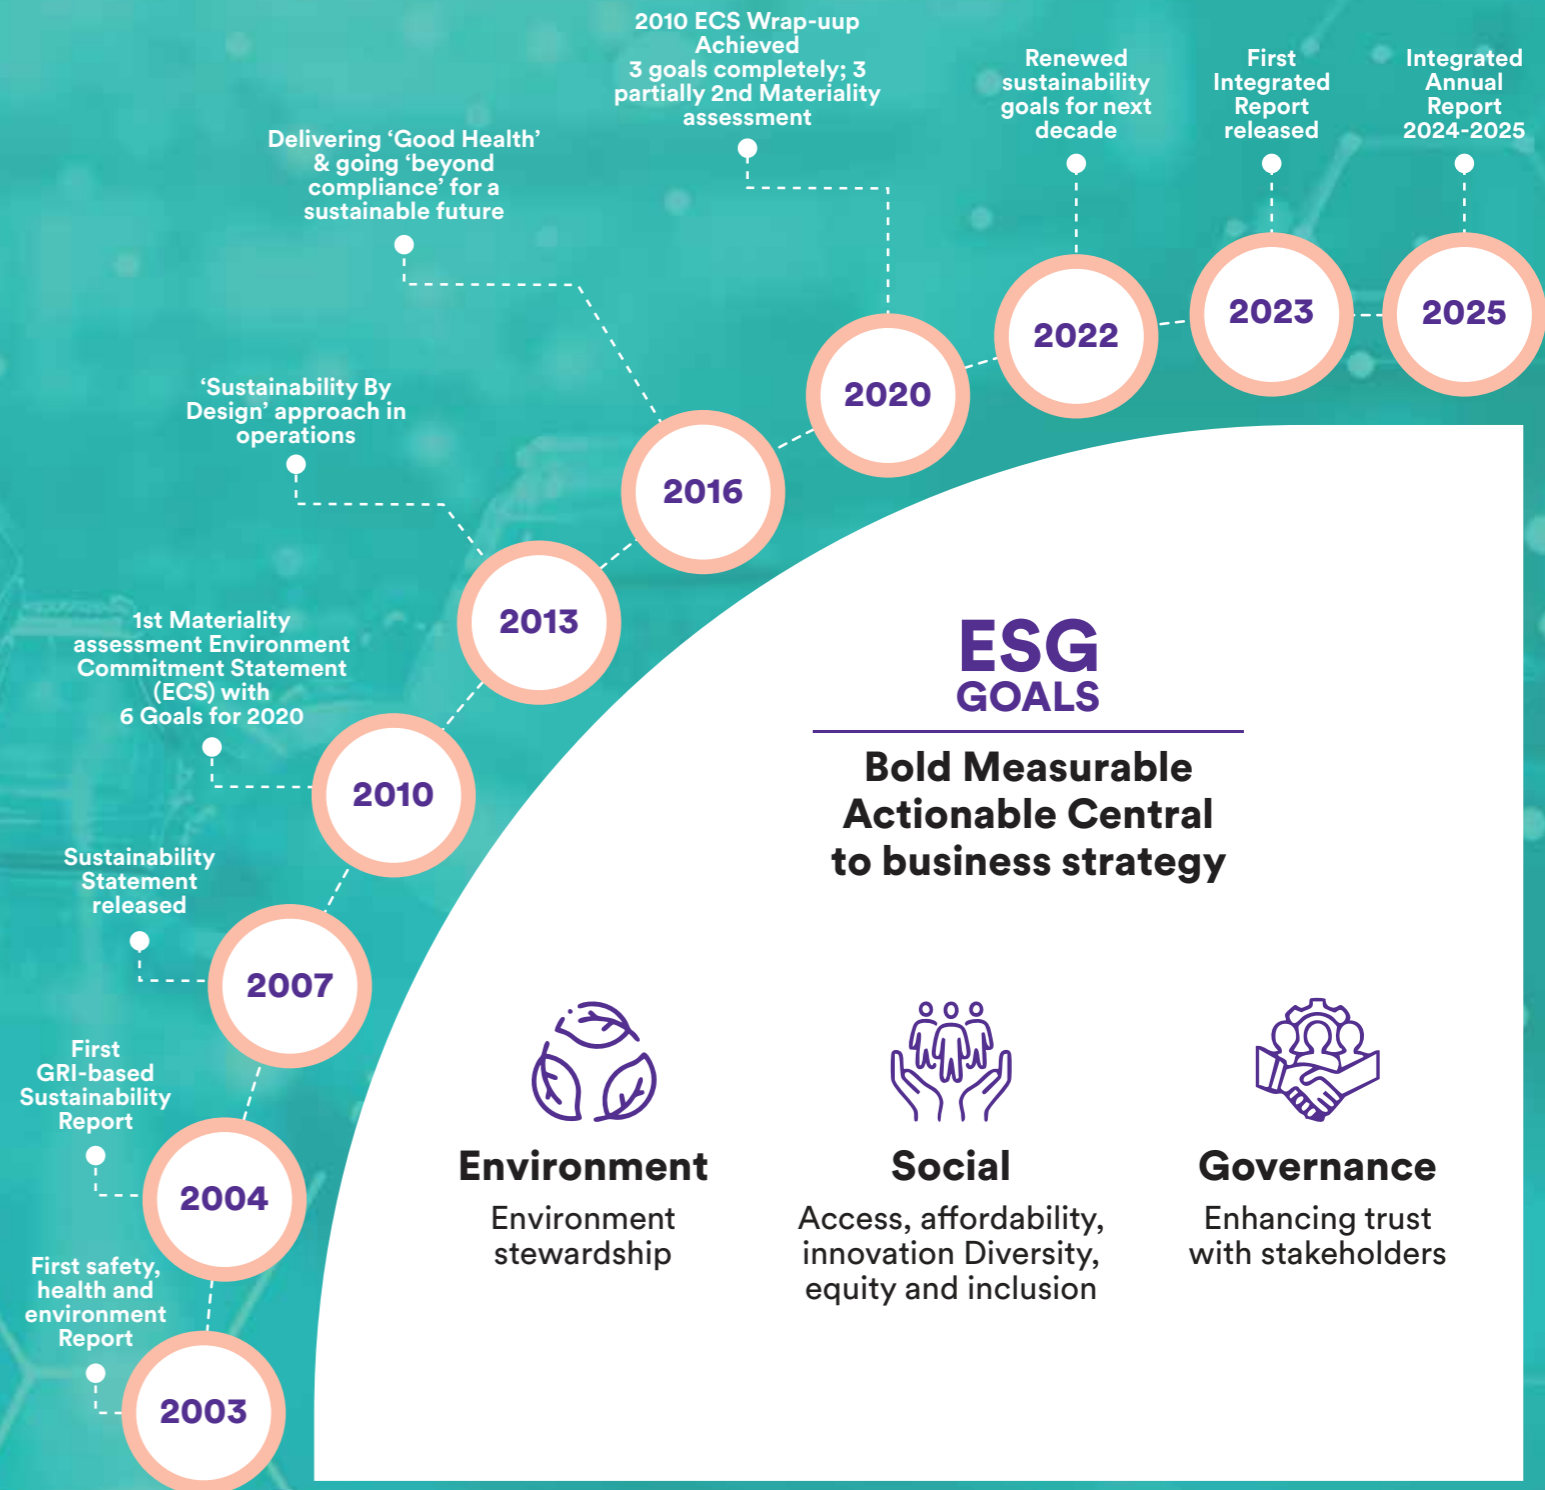 2010 ECS Wrap-uup
Achieved
3 goals completely; 3
partially 2nd Materiality
assessment
Renewed
sustainability
goals for next
decade
First
Integrated
Report
released
Integrated
Annual
Report
2024-2025
Delivering ‘Good Health’
& going ‘beyond
compliance’ for a
sustainable future
‘Sustainability By
Design’ approach in
operations
1st Materiality
assessment Environment
Commitment Statement
(ECS) with
6 Goals for 2020
Sustainability
Statement
released
First
GRI-based
Sustainability
Report
First safety,
health and
environment
Report
2003
2004
2007
2010
2013
2016
2020
2022
2023
2025
ESG
GOALS
Bold Measurable
Actionable Central
to business strategy
Environment
Environment
stewardship
Social
Access, affordability,
innovation Diversity,
equity and inclusion
Governance
Enhancing trust
with stakeholders